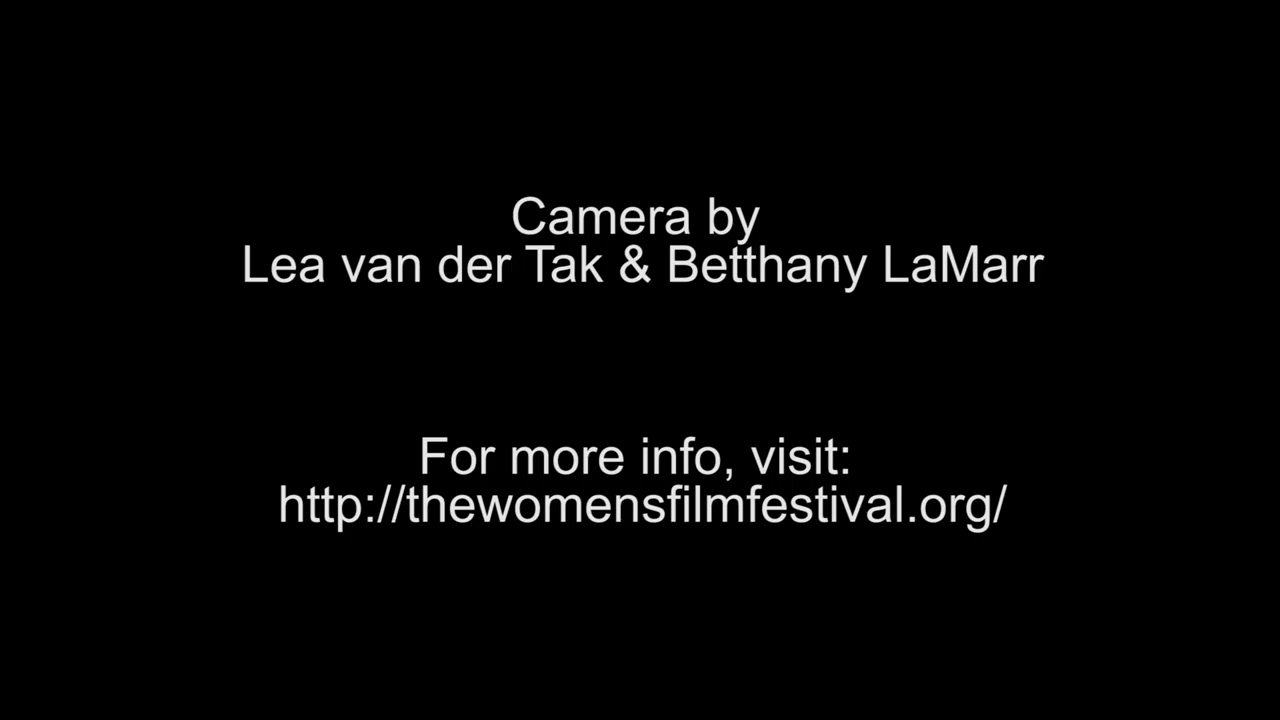 Camera by
Lea van der Tak & Betthany LaMarr
For more info, visit:
http://thewomensfilmfestival.org/